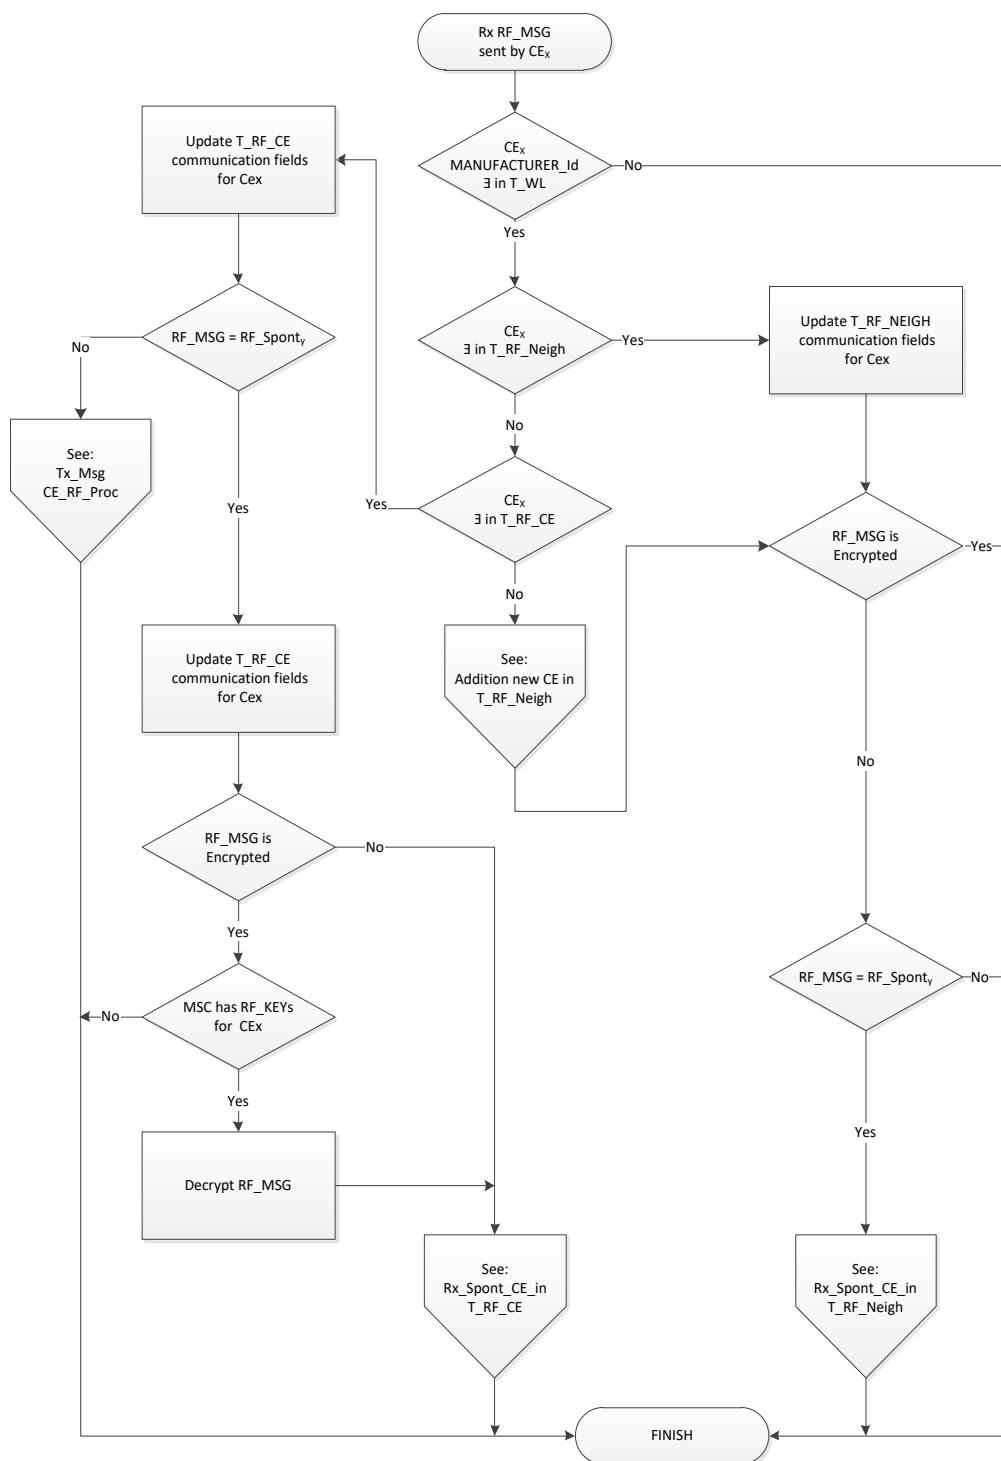 Rx RF_MSG
sent by CEx
CEx
MANUFACTURER_Id
∃ in T_WL
No
Yes
Update T_RF_CE
communication fields
for Cex
RF_MSG = RF_Sponty
No
Yes
See:
Tx_Msg
CE_RF_Proc
CEx
∃ in T_RF_Neigh
Yes
No
Update T_RF_NEIGH
communication fields
for Cex
CEx
∃ in T_RF_CE
Yes
No
RF_MSG is
Encrypted
Yes
No
See:
Addition new CE in
T_RF_Neigh
Update T_RF_CE
communication fields
for Cex
RF_MSG is
Encrypted
No
Yes
MSC has RF_KEYs
for CEx
No
Yes
Decrypt RF_MSG
RF_MSG = RF_Sponty
No
Yes
See:
Rx_Spont_CE_in
T_RF_CE
See:
Rx_Spont_CE_in
T_RF_Neigh
FINISH